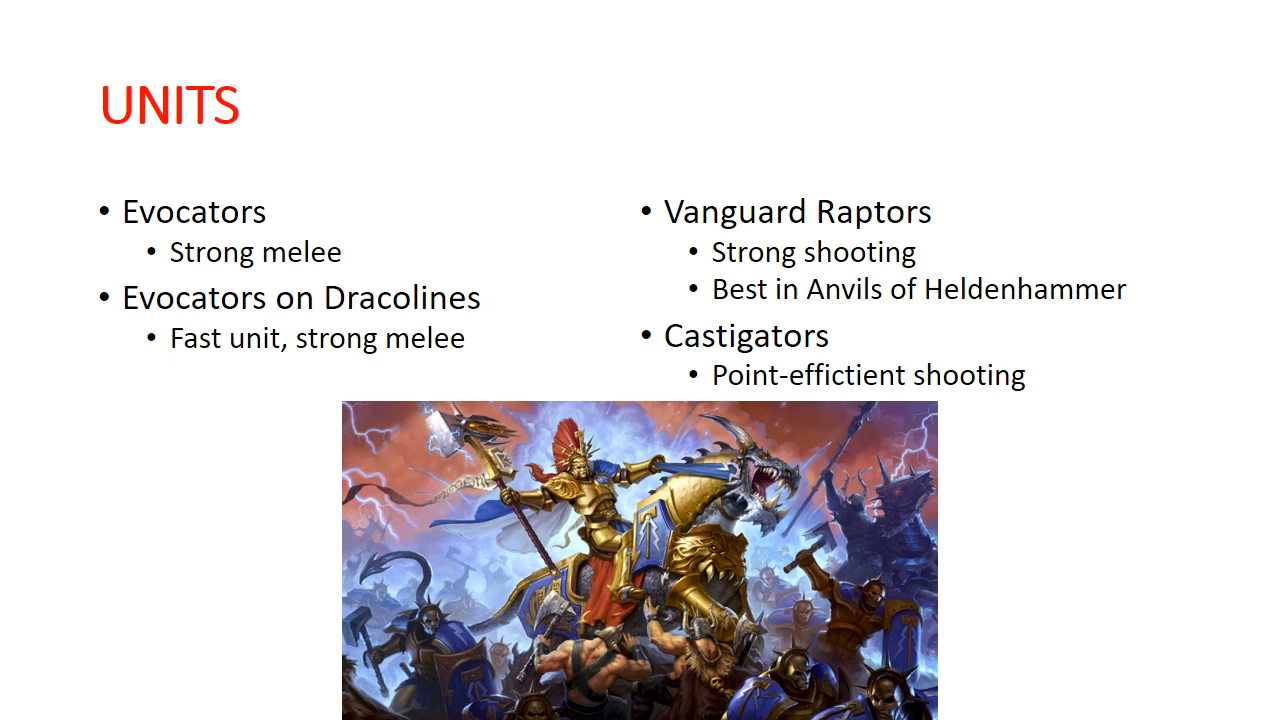 UNITS
• Evocators
• Strong melee
• Evocators on Dracolines
• Fast unit, strong melee
• Vanguard Raptors
• Strong shooting
• Best in Anvils of Heldenhammer
• Castigators
• Point-effictient shooting